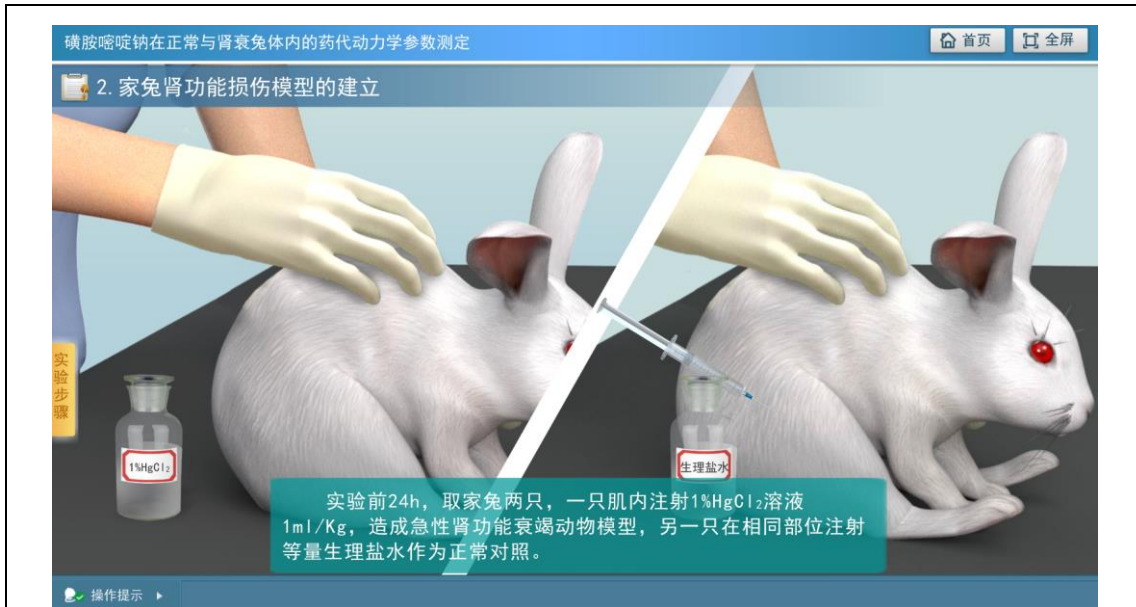 磺胺嘧啶钠在正常与肾衰兔体内的药代动力学参数测定
首页
全屏
2. 家兔肾功能损伤模型的建立
实验步骤
1%HgCl₂
生理盐水
实验前24h，取家兔两只，一只肌内注射1%HgCl₂溶液
1ml/Kg，造成急性肾功能衰竭动物模型，另一只在相同部位注射
等量生理盐水作为正常对照。
操作提示